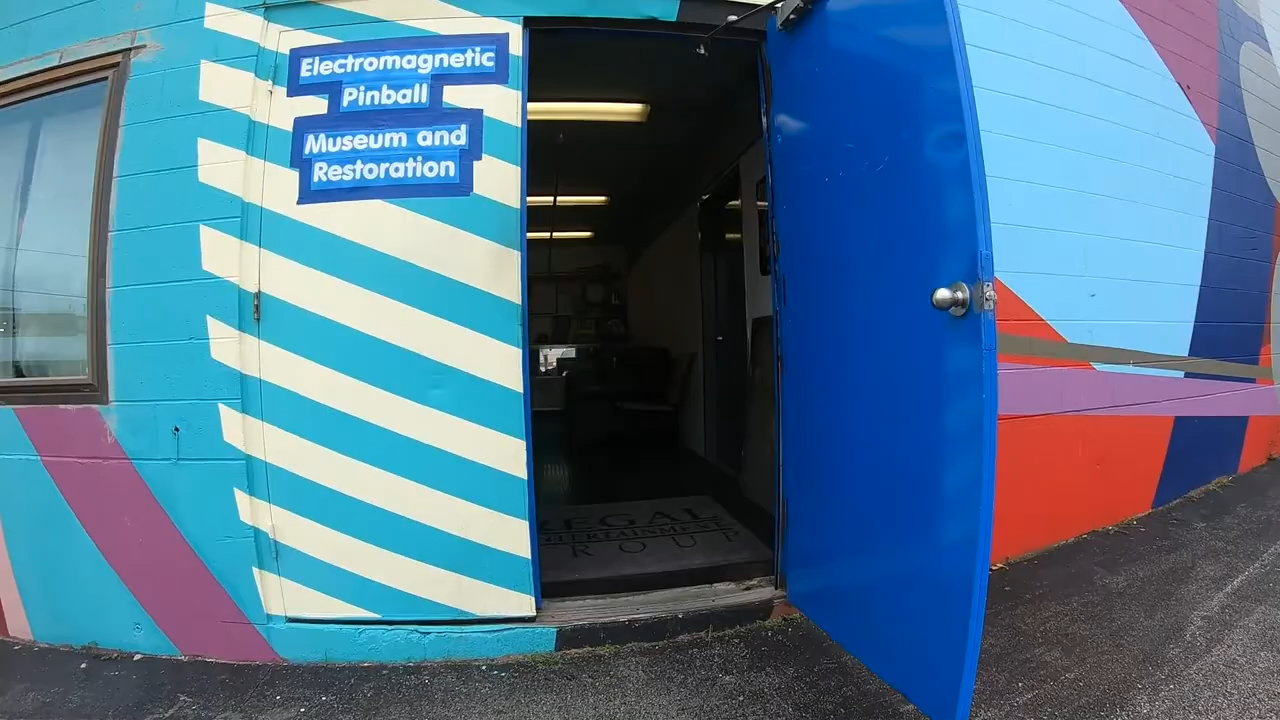 Electromagnetic
Pinball
Museum and
Restoration
REGAL
ENTERTAINMENT
GROUP